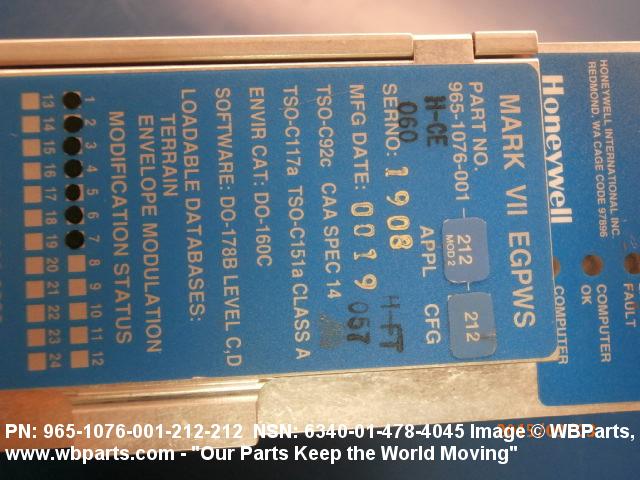 MARK VII EGPWS
PART NO.
965-1076-001
212
MOD 2
212
APPL
CFG
H-CE
060
H-FT
057
SERNO: 1908
MFG DATE: 0019
TSO-C92c CAA SPEC 14
TSO-C117a TSO-C151a CLASS A
ENVIR CAT: DO-160C
SOFTWARE: DO-178B LEVEL C,D
LOADABLE DATABASES:
TERRAIN
ENVELOPE MODULATION
MODIFICATION STATUS
1 2 3 4 5 6 7 8 9 10 11 12
13 14 15 16 17 18 19 20 21 22 23 24
HONEYWELL INTERNATIONAL INC.
REDMOND, WA CAGE CODE 97896
Honeywell
FAULT
COMPUTER
OK
COMPUTER
PN: 965-1076-001-212-212 NSN: 6340-01-478-4045 Image © WBParts,
www.wbparts.com - "Our Parts Keep the World Moving"